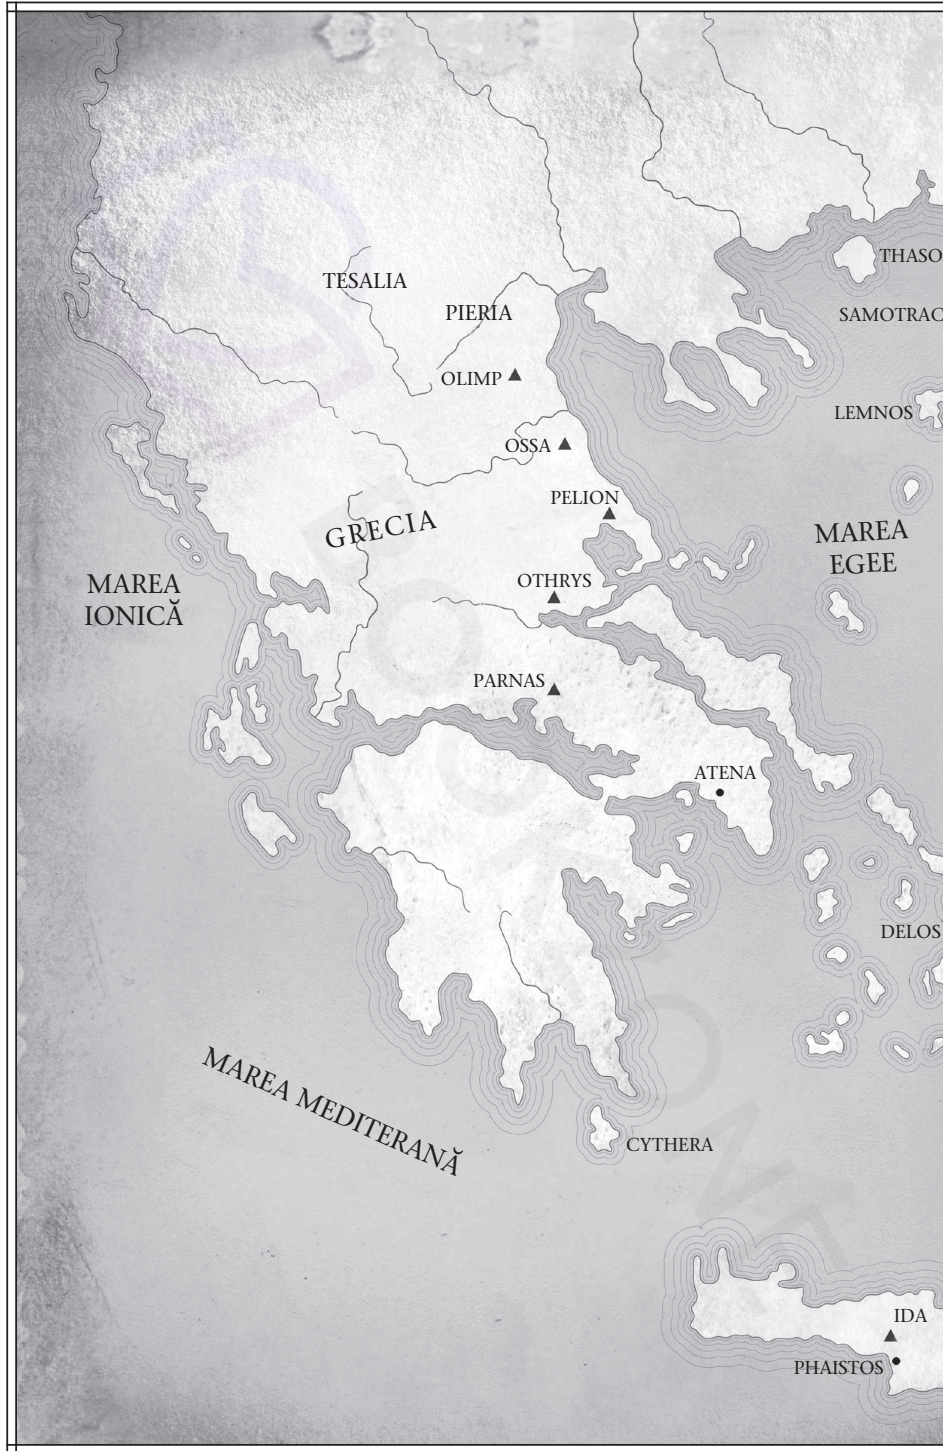 THASO
TESALIA
PIERIA
SAMOTRAC
OLIMP
LEMNOS
OSSA
PELION
GRECIA
MAREA
EGEE
MAREA
IONICĂ
OTHRYS
PARNAS
ATENA
DELOS
MAREA MEDITERANĂ
CYTHERA
IDA
PHAISTOS